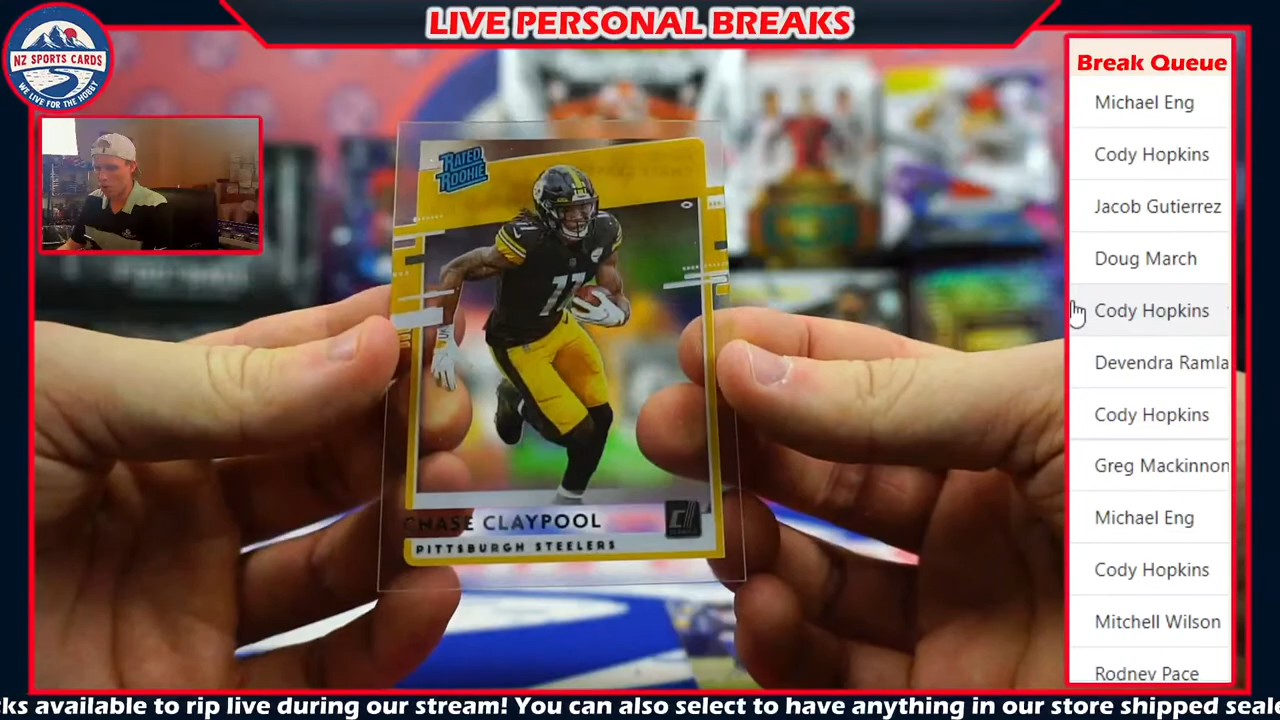 LIVE PERSONAL BREAKS
NZ SPORTS CARDS
WE LIVE FOR THE HOBBY
Break Queue
Michael Eng
Cody Hopkins
Jacob Gutierrez
Doug March
Cody Hopkins
Devendra Ramla
Cody Hopkins
Greg Mackinnon
Michael Eng
Cody Hopkins
Mitchell Wilson
Rodney Pace
RATED
ROOKIE
11
CHASE CLAYPOOL
PITTSBURGH STEELERS
ks available to rip live during our stream! You can also select to have anything in our store shipped seale